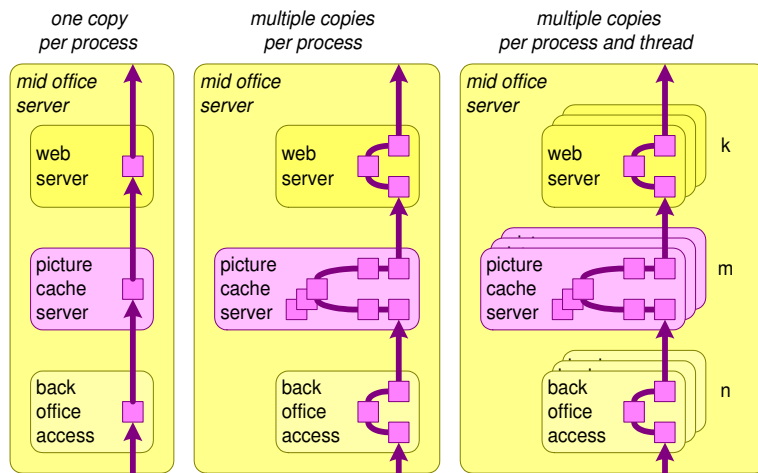 one copy
per process
multiple copies
per process
multiple copies
per process and thread
mid office
server
web
server
picture
cache
server
back
office
access
mid office
server
web
server
picture
cache
server
back
office
access
mid office
server
web
server
k
picture
cache
server
m
back
office
access
n